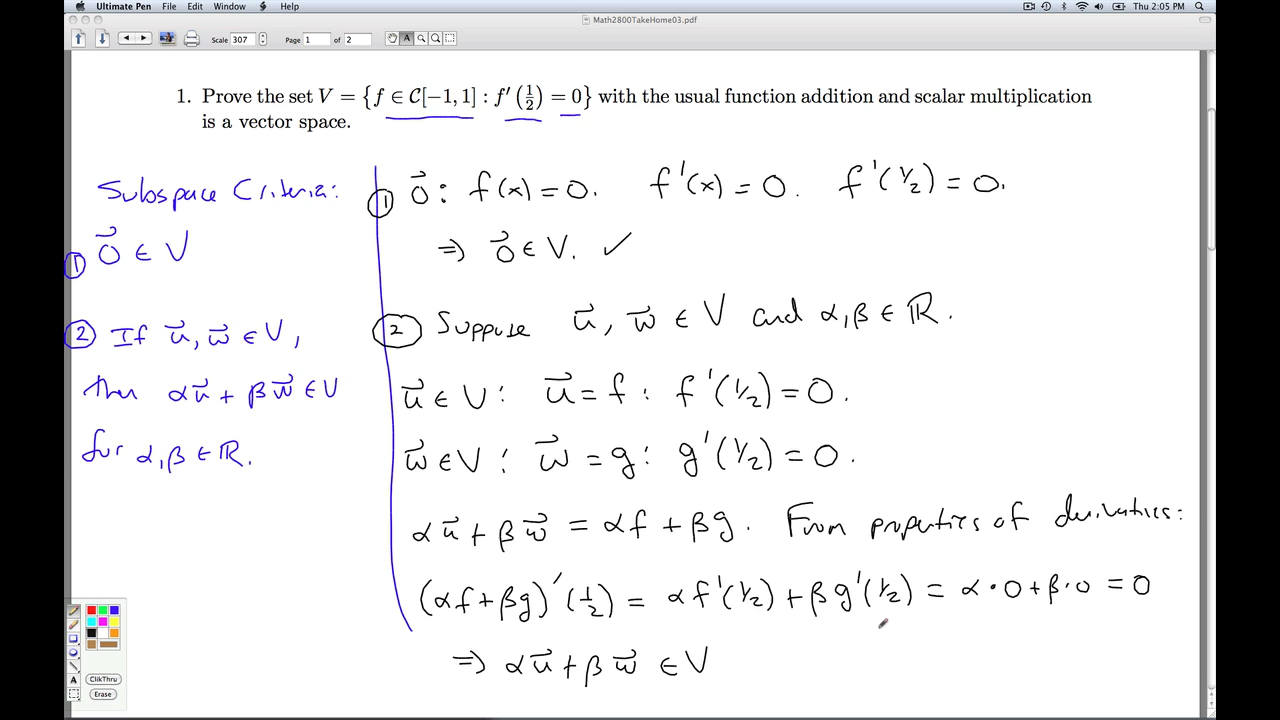 Ultimate Pen File Edit Window Help Thu 2:05 PM
Math2800TakeHome03.pdf
Scale 307 Page 1 of 2 A
1. Prove the set V = {f ∈ C[−1, 1] : f′(1/2) = 0} with the usual function addition and scalar multiplication
is a vector space.
Subspace Criteria:
① 0⃗ ∈ V
② If u⃗, w⃗ ∈ V,
then αu⃗ + βw⃗ ∈ V
for α,β ∈ ℝ.
① 0⃗ : f(x) = 0. f'(x) = 0. f'(1/2) = 0.
⇒ 0⃗ ∈ V. ✓
② Suppose u⃗, w⃗ ∈ V and α,β ∈ ℝ.
u⃗ ∈ V : u⃗ = f : f'(1/2) = 0.
w⃗ ∈ V : w⃗ = g : g'(1/2) = 0.
αu⃗ + βw⃗ = αf + βg. From properties of derivatives:
(αf + βg)'(1/2) = αf'(1/2) + βg'(1/2) = α·0 + β·0 = 0
⇒ αu⃗ + βw⃗ ∈ V
A
ClikThru
Erase